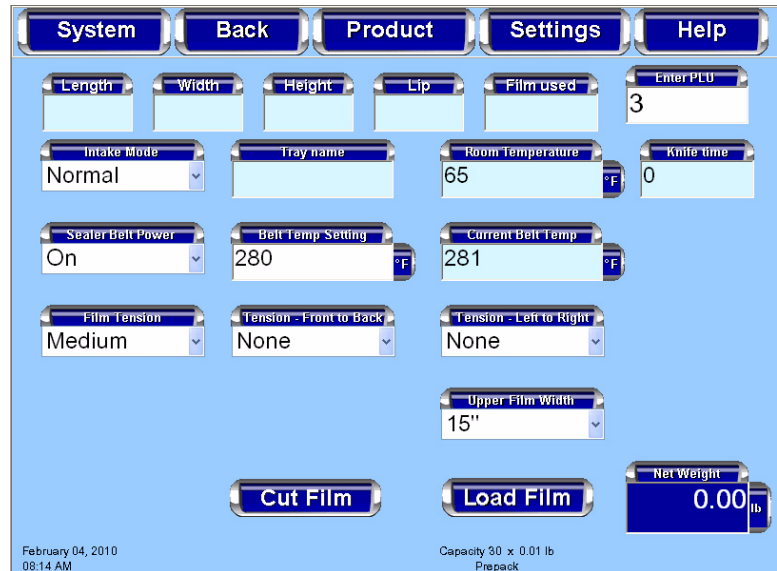 System Back Product Settings Help
Length Width Height Lip Film used Enter PLU
3
Intake Mode Tray name Room Temperature Knife time
Normal 65 °F 0
Sealer Belt Power Belt Temp Setting Current Belt Temp
On 280 °F 281 °F
Film Tension Tension - Front to Back Tension - Left to Right
Medium None None
Upper Film Width
15"
Cut Film Load Film Net Weight
0.00 lb
February 04, 2010 Capacity 30 x 0.01 lb
08:14 AM Prepack